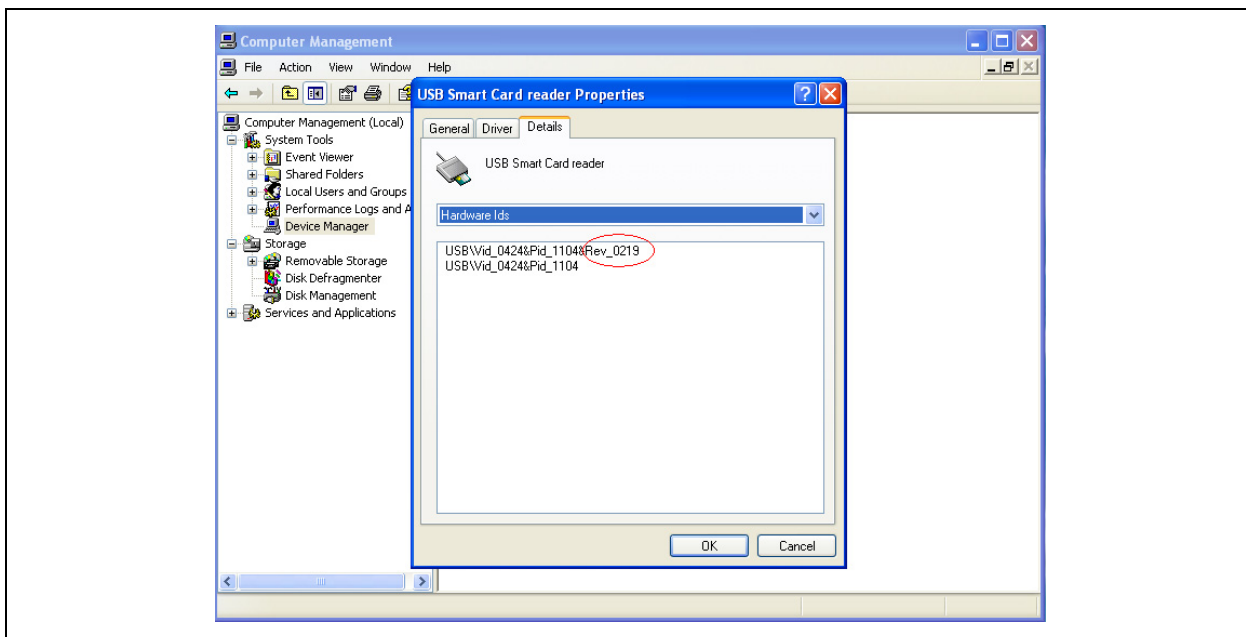 Computer Management
File Action View Window Help
USB Smart Card reader Properties
Computer Management (Local)
System Tools
Event Viewer
Shared Folders
Local Users and Groups
Performance Logs and A
Device Manager
Storage
Removable Storage
Disk Defragmenter
Disk Management
Services and Applications
General Driver Details
USB Smart Card reader
Hardware Ids
USB\Vid_0424&Pid_1104&Rev_0219
USB\Vid_0424&Pid_1104
OK Cancel